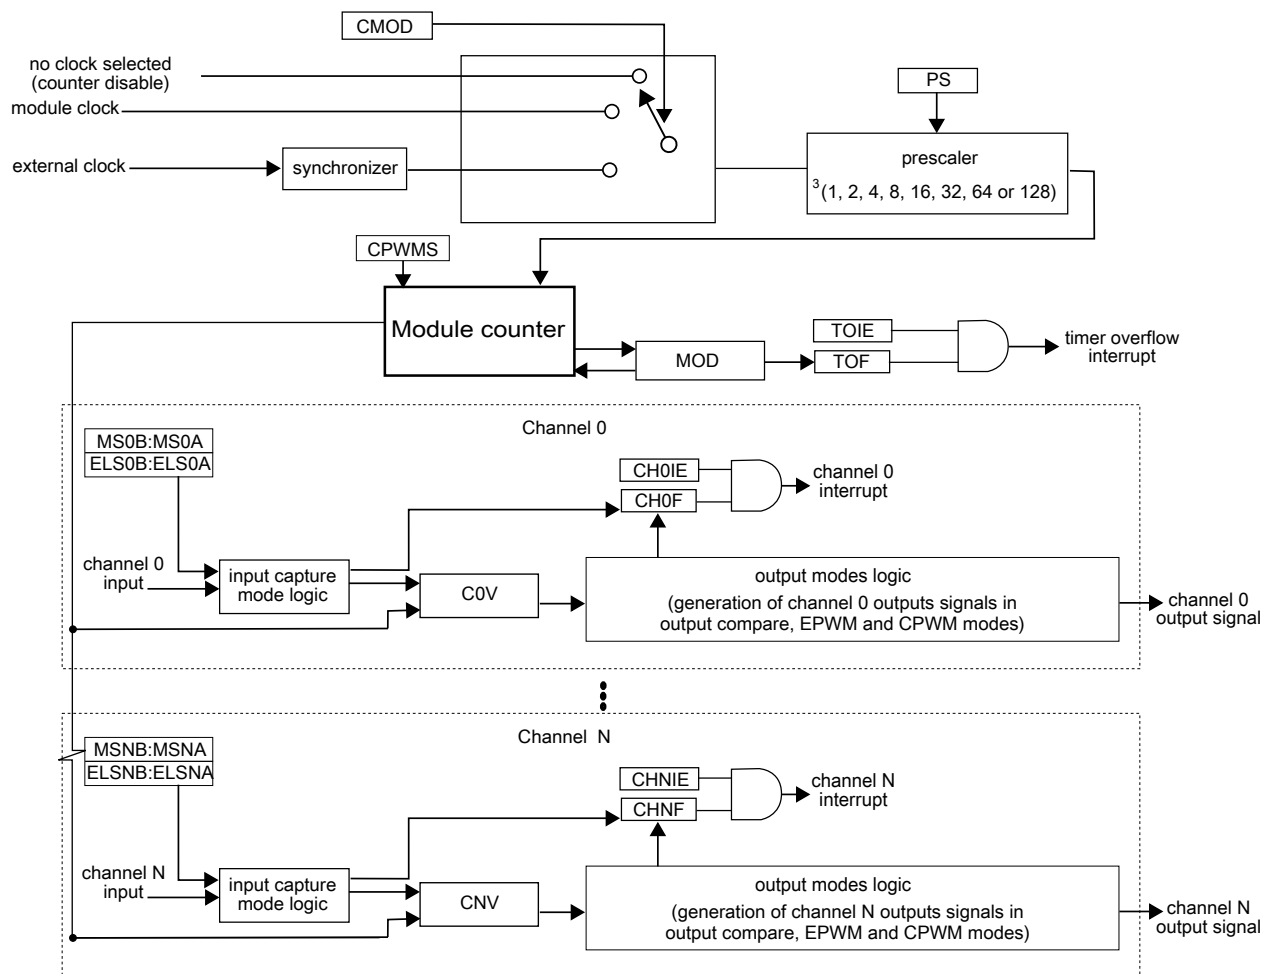 CMOD
no clock selected
(counter disable)
module clock
external clock
synchronizer
PS
prescaler
3 (1, 2, 4, 8, 16, 32, 64 or 128)
CPWMS
Module counter
MOD
TOIE
TOF
timer overflow
interrupt
Channel 0
MS0B:MS0A
ELS0B:ELS0A
CH0IE
CH0F
channel 0
interrupt
channel 0
input
input capture
mode logic
C0V
output modes logic
(generation of channel 0 outputs signals in
output compare, EPWM and CPWM modes)
channel 0
output signal
Channel N
MSNB:MSNA
ELSNB:ELSNA
CHNIE
CHNF
channel N
interrupt
channel N
input
input capture
mode logic
CNV
output modes logic
(generation of channel N outputs signals in
output compare, EPWM and CPWM modes)
channel N
output signal